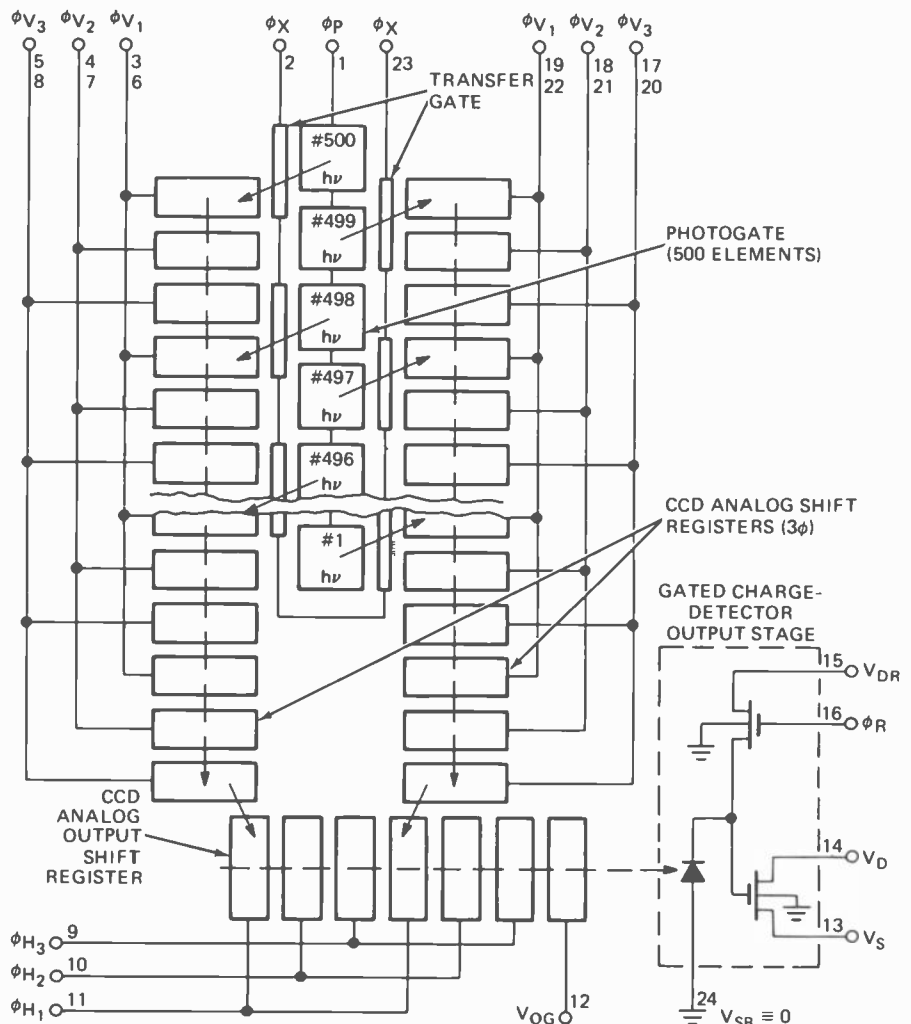 ϕV3 ϕV2 ϕV1 ϕX ϕP ϕX ϕV1 ϕV2 ϕV3
5 4 3 2 1 23 19 18 17
8 7 6 22 21 20
TRANSFER
GATE
#500
hν
#499
hν
PHOTOGATE
(500 ELEMENTS)
#498
hν
#497
hν
#496
CCD ANALOG SHIFT
REGISTERS (3ϕ)
#1
hν
GATED CHARGE-
DETECTOR
OUTPUT STAGE
15 VDR
16 ϕR
CCD
ANALOG
OUTPUT
SHIFT
REGISTER
14 VD
13 VS
ϕH3 9
ϕH2 10
ϕH1 11
VOG 12
24 VSB ≡ 0